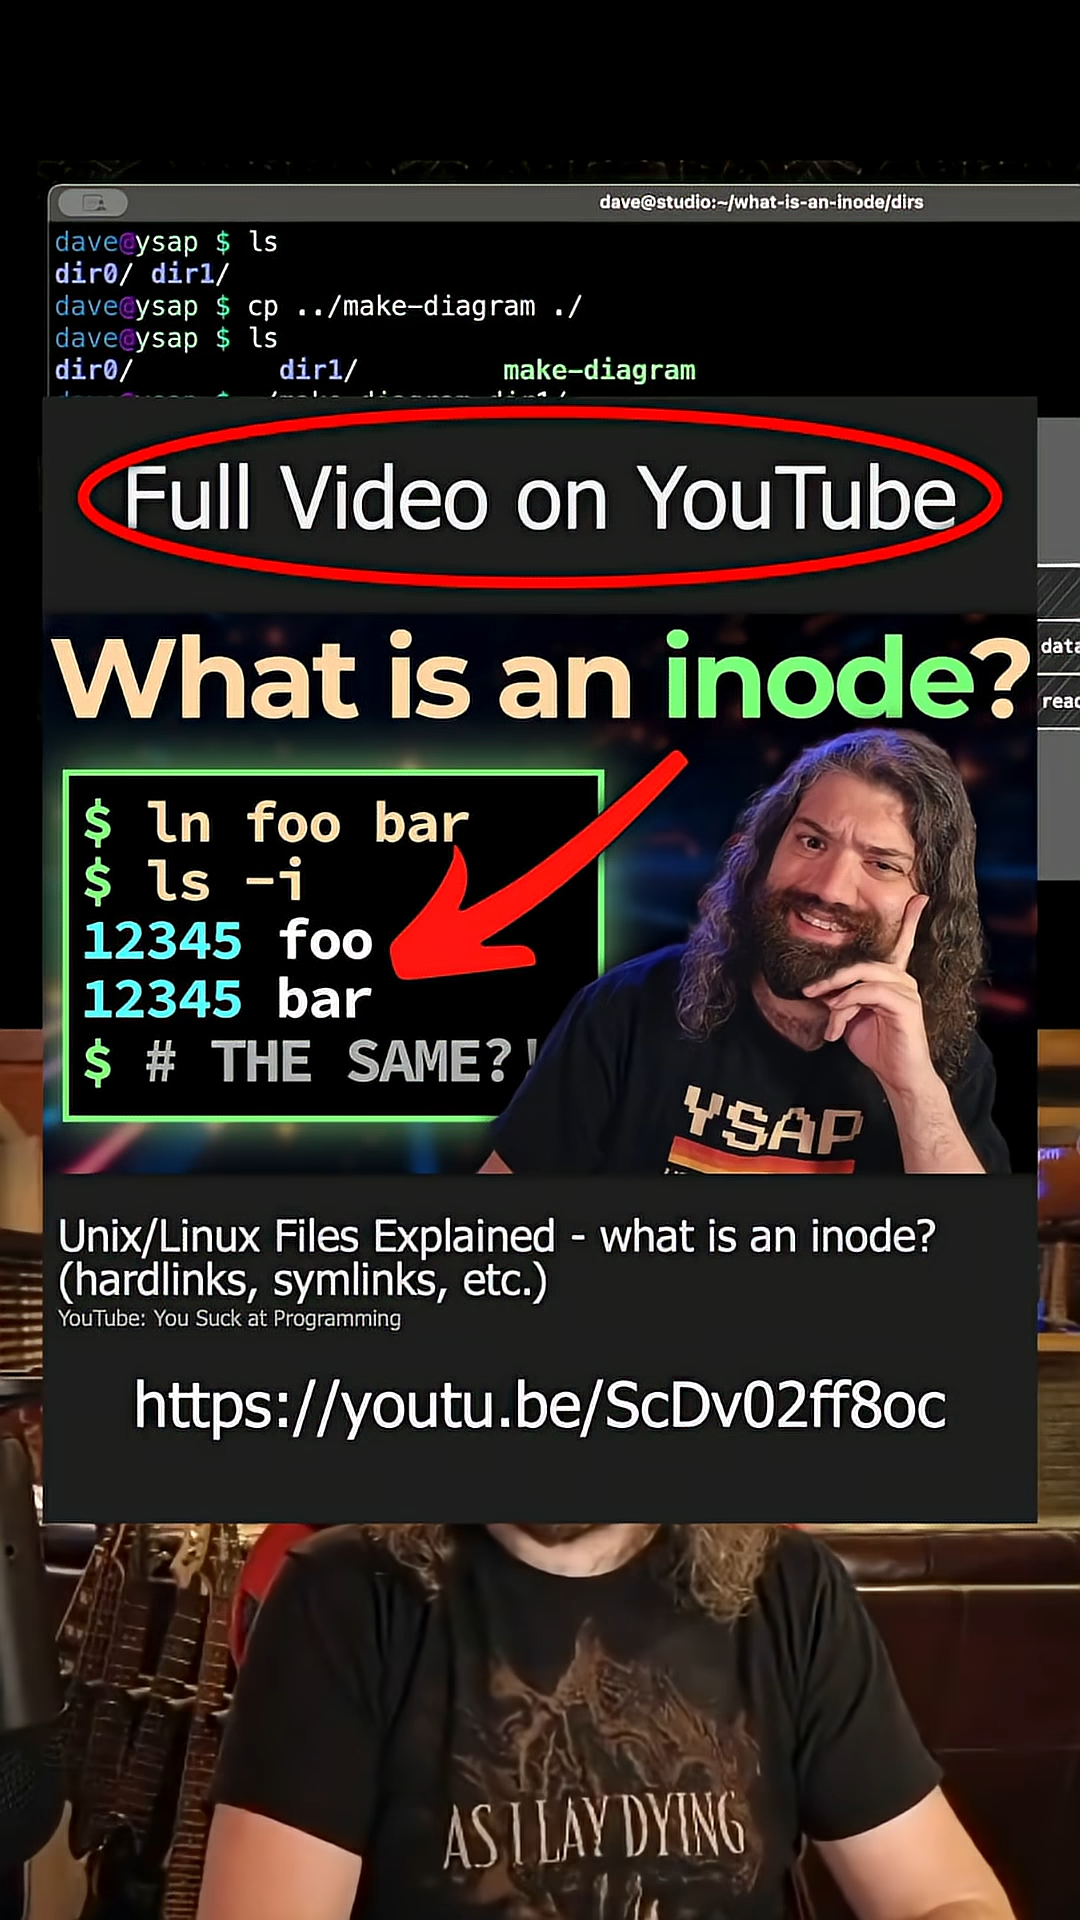 dave@studio:~/what-is-an-inode/dirs
dave@ysap $ ls
dir0/ dir1/
dave@ysap $ cp ../make-diagram ./
dave@ysap $ ls
dir0/ dir1/ make-diagram
Full Video on YouTube
What is an inode?
data
read
$ ln foo bar
$ ls -i
12345 foo
12345 bar
$ # THE SAME?!
YSAP
Unix/Linux Files Explained - what is an inode?
(hardlinks, symlinks, etc.)
YouTube: You Suck at Programming
https://youtu.be/ScDv02ff8oc
AS I LAY DYING